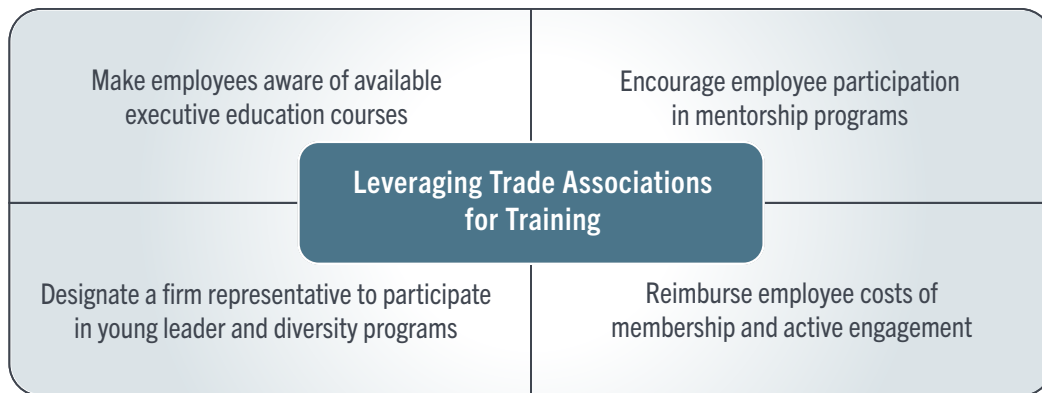 Make employees aware of available
executive education courses
Encourage employee participation
in mentorship programs
Leveraging Trade Associations
for Training
Designate a firm representative to participate
in young leader and diversity programs
Reimburse employee costs of
membership and active engagement